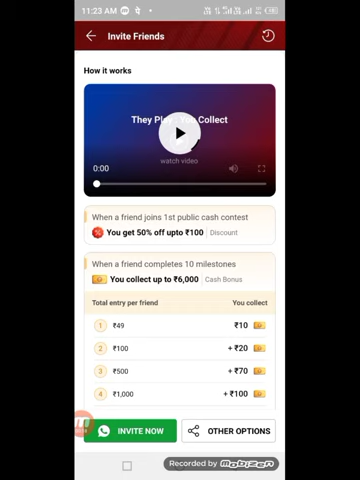 11:23 AM
Invite Friends
How it works
They Play : You Collect
watch video
0:00
When a friend joins 1st public cash contest
You get 50% off upto ₹100 | Discount
When a friend completes 10 milestones
You collect up to ₹6,000 | Cash Bonus
Total entry per friend You collect
1 ₹49 ₹10
2 ₹100 + ₹20
3 ₹500 + ₹70
4 ₹1,000 + ₹100
INVITE NOW OTHER OPTIONS
Recorded by MOBIZEN